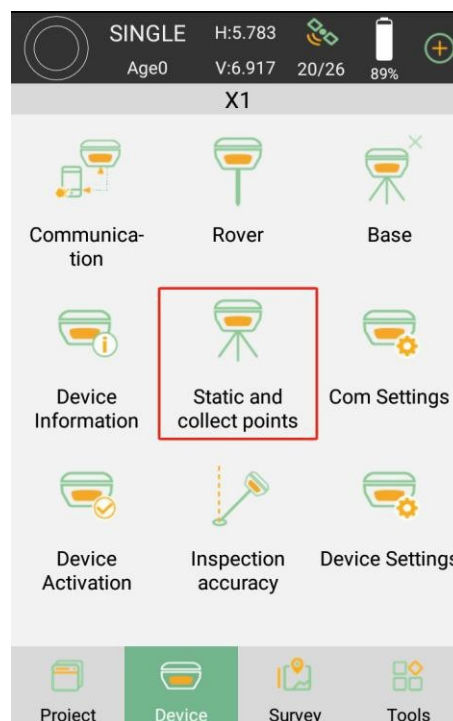 SINGLE H:5.783
Age0 V:6.917 20/26 89%
X1
Communica-
tion
Rover
Base
Device
Information
Static and
collect points
Com Settings
Device
Activation
Inspection
accuracy
Device Settings
Project Device Survey Tools